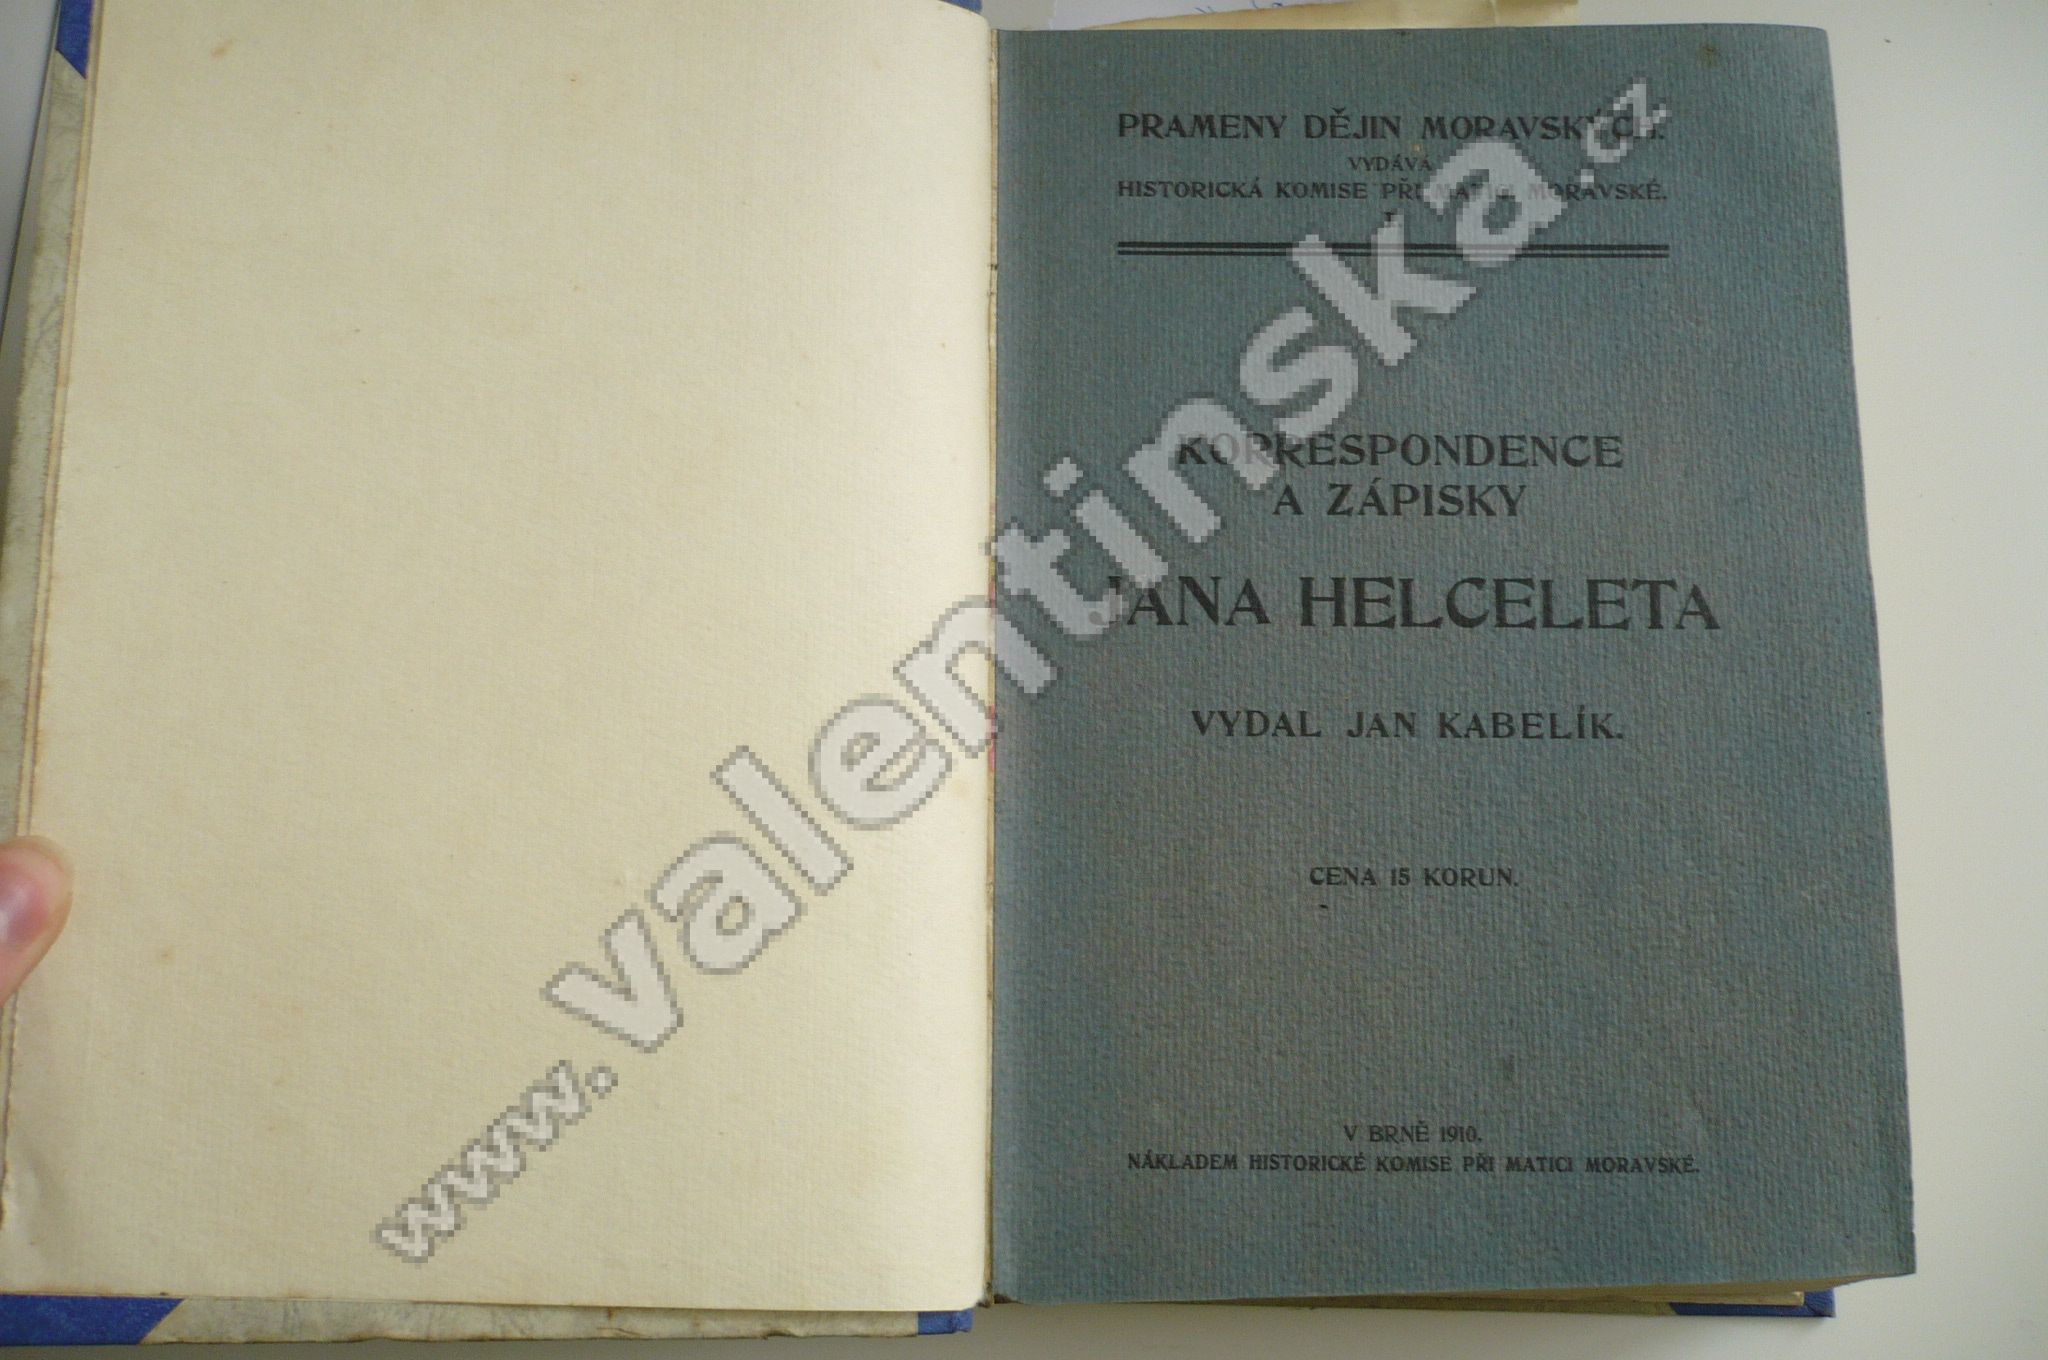 PRAMENY DĚJIN MORAVSKÝCH.
VYDÁVÁ
HISTORICKÁ KOMISE PŘI MATICI MORAVSKÉ.
KORRESPONDENCE
A ZÁPISKY
JANA HELCELETA
VYDAL JAN KABELÍK.
CENA 15 KORUN.
V BRNĚ 1910.
NÁKLADEM HISTORICKÉ KOMISE PŘI MATICI MORAVSKÉ.
www.valentinska.cz